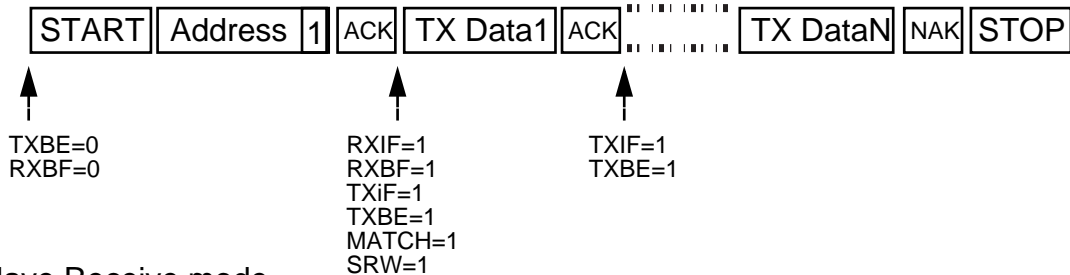 START Address 1 ACK TX Data1 ACK TX DataN NAK STOP
TXBE=0
RXBF=0
RXIF=1
RXBF=1
TXiF=1
TXBE=1
MATCH=1
SRW=1
TXIF=1
TXBE=1